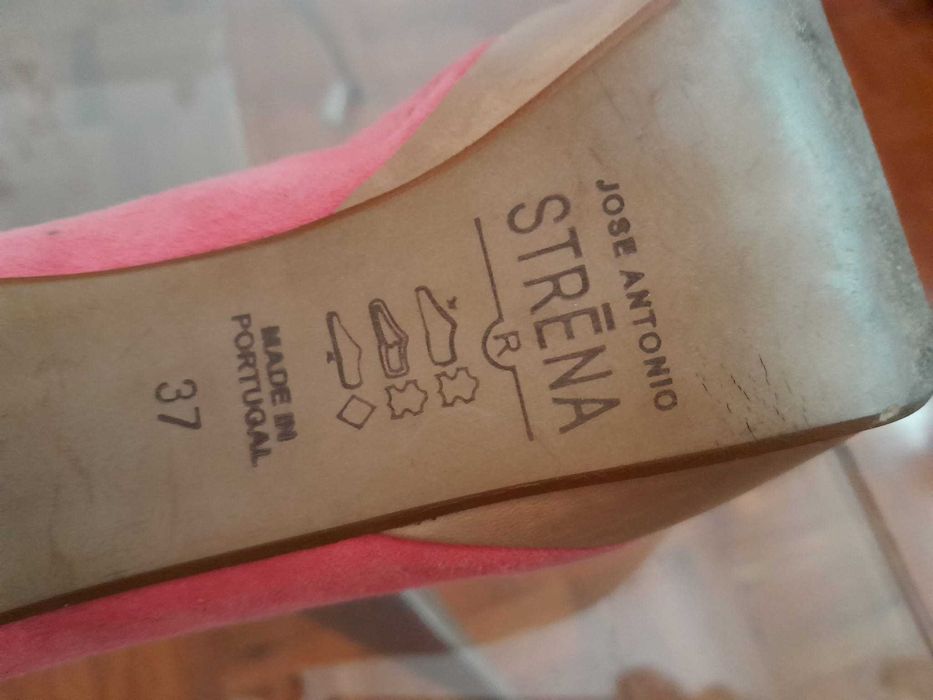 JOSE ANTONIO
STRĒNA
R
MADE IN
PORTUGAL
37